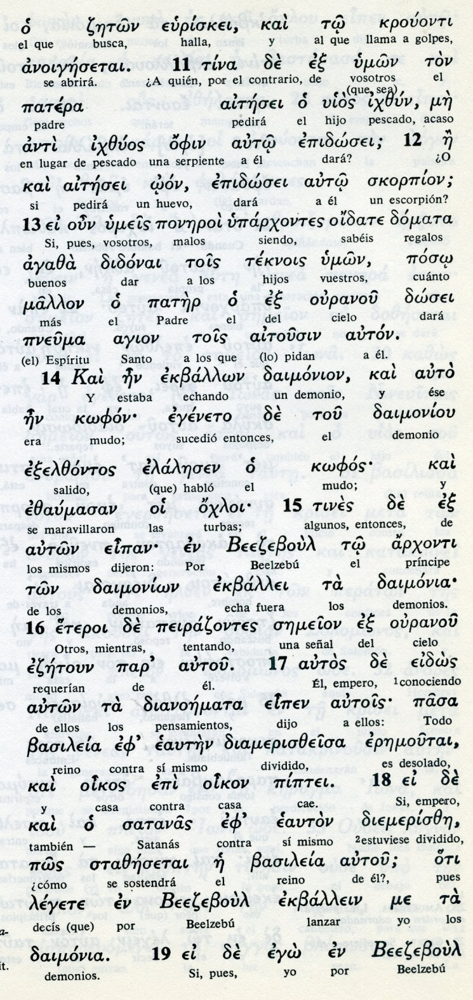 ὁ ζητῶν εὑρίσκει, καὶ τῷ κρούοντι
el que busca, halla, y al que llama a golpes,
ἀνοιγήσεται. 11 τίνα δὲ ἐξ ὑμῶν τὸν
se abrirá. ¿A quién, por el contrario, de vosotros el
(que, sea)
πατέρα αἰτήσει ὁ υἱὸς ἰχθύν, μὴ
padre pedirá el hijo pescado, acaso
ἀντὶ ἰχθύος ὄφιν αὐτῷ ἐπιδώσει; 12 ἢ
en lugar de pescado una serpiente a él dará? ¿O
καὶ αἰτήσει ᾠόν, ἐπιδώσει αὐτῷ σκορπίον;
si pedirá un huevo, dará a él un escorpión?
13 εἰ οὖν ὑμεῖς πονηροὶ ὑπάρχοντες οἴδατε δόματα
Si, pues, vosotros, malos siendo, sabéis regalos
ἀγαθὰ διδόναι τοῖς τέκνοις ὑμῶν, πόσῳ
buenos dar a los hijos vuestros, cuánto
μᾶλλον ὁ πατὴρ ὁ ἐξ οὐρανοῦ δώσει
más el Padre el del cielo dará
πνεῦμα αγιον τοῖς αἰτοῦσιν αὐτόν.
(el) Espíritu Santo a los que (lo) pidan a él.
14 Καὶ ἦν ἐκβάλλων δαιμόνιον, καὶ αὐτὸ
Y estaba echando un demonio, y ése
ἦν κωφόν· ἐγένετο δὲ τοῦ δαιμονίου
era mudo; sucedió entonces, el demonio
ἐξελθόντος ἐλάλησεν ὁ κωφός· καὶ
salido, (que) habló el mudo; y
ἐθαύμασαν οἱ ὄχλοι· 15 τινὲς δὲ ἐξ
se maravillaron las turbas; algunos, entonces, de
αὐτῶν εἶπαν· ἐν Βεεζεβοὺλ τῷ ἄρχοντι
los mismos dijeron: Por Beelzebú el príncipe
τῶν δαιμονίων ἐκβάλλει τὰ δαιμόνια·
de los demonios, echa fuera los demonios.
16 ἕτεροι δὲ πειράζοντες σημεῖον ἐξ οὐρανοῦ
Otros, mientras, tentando, una señal del cielo
ἐζήτουν παρ’ αὐτοῦ. 17 αὐτὸς δὲ εἰδὼς
requerían de él. Él, empero, 1conociendo
αὐτῶν τὰ διανοήματα εἶπεν αὐτοῖς· πᾶσα
de ellos los pensamientos, dijo a ellos: Todo
βασιλεία ἐφ’ ἑαυτὴν διαμερισθεῖσα ἐρημοῦται,
reino contra sí mismo dividido, es desolado,
καὶ οἶκος ἐπὶ οἶκον πίπτει. 18 εἰ δὲ
y casa contra casa cae. Si, empero,
καὶ ὁ σατανᾶς ἐφ’ ἑαυτὸν διεμερίσθη,
también — Satanás contra sí mismo 2estuviese dividido,
πῶς σταθήσεται ἡ βασιλεία αὐτοῦ; ὅτι
¿cómo se sostendrá el reino de él?, pues
λέγετε ἐν Βεεζεβοὺλ ἐκβάλλειν με τὰ
a- decís (que) por Beelzebú lanzar yo los
δαιμόνια. 19 εἰ δὲ ἐγὼ ἐν Βεεζεβοὺλ
it. demonios. Si, pues, yo por Beelzebú